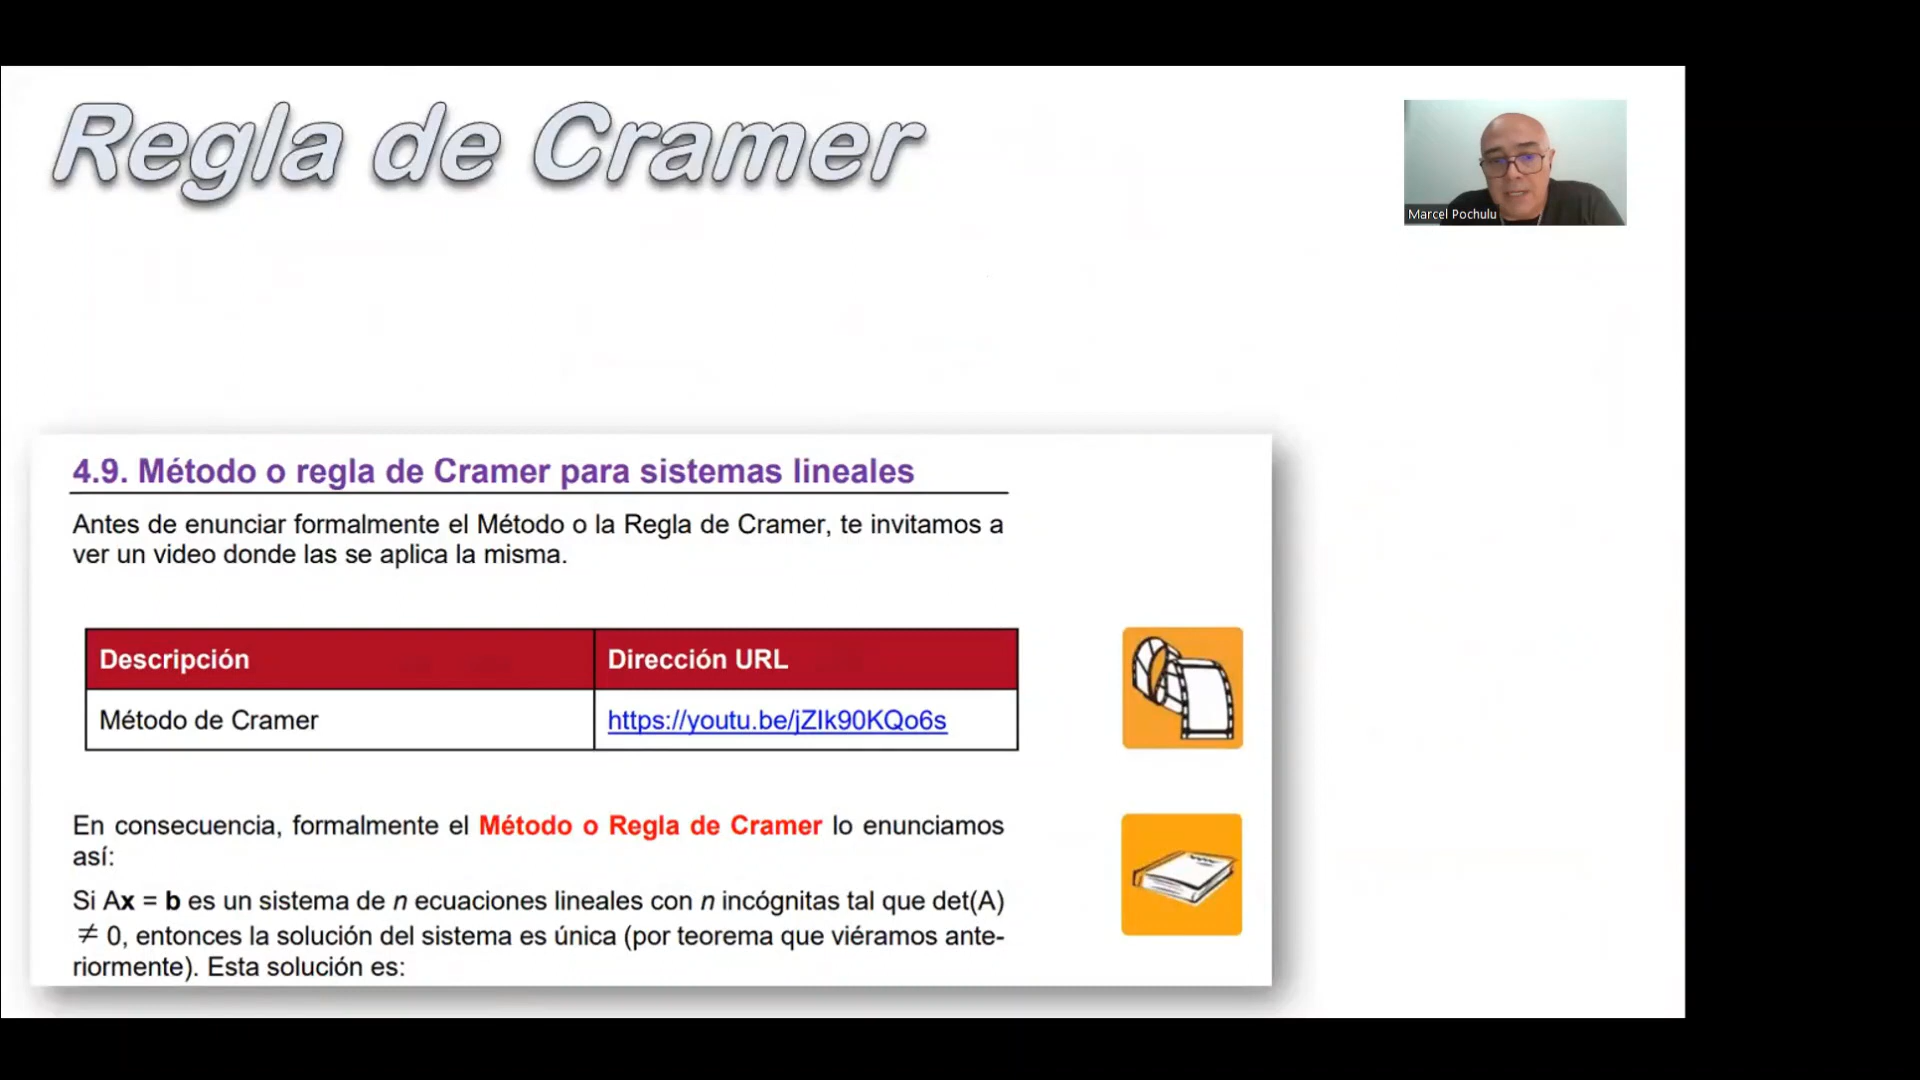 Regla de Cramer
Marcel Pochulu
4.9. Método o regla de Cramer para sistemas lineales
Antes de enunciar formalmente el Método o la Regla de Cramer, te invitamos a
ver un video donde las se aplica la misma.
Descripción Dirección URL
Método de Cramer https://youtu.be/jZIk90KQo6s
En consecuencia, formalmente el Método o Regla de Cramer lo enunciamos
así:
Si Ax = b es un sistema de n ecuaciones lineales con n incógnitas tal que det(A)
≠ 0, entonces la solución del sistema es única (por teorema que viéramos ante-
riormente). Esta solución es: